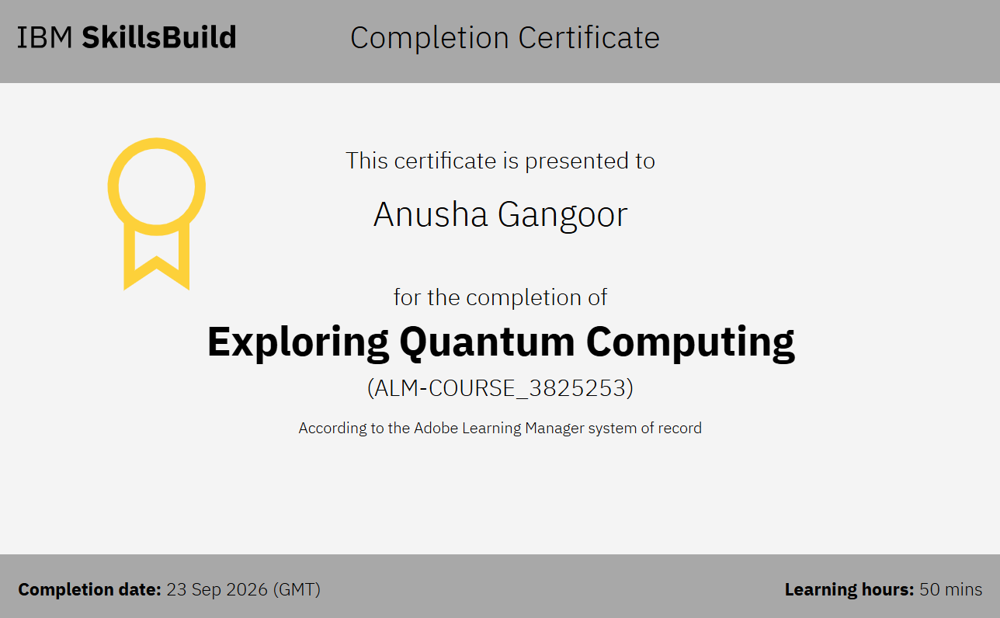 IBM SkillsBuild
Completion Certificate
This certificate is presented to
Anusha Gangoor
for the completion of
Exploring Quantum Computing
(ALM-COURSE_3825253)
According to the Adobe Learning Manager system of record
Completion date: 23 Sep 2026 (GMT)
Learning hours: 50 mins